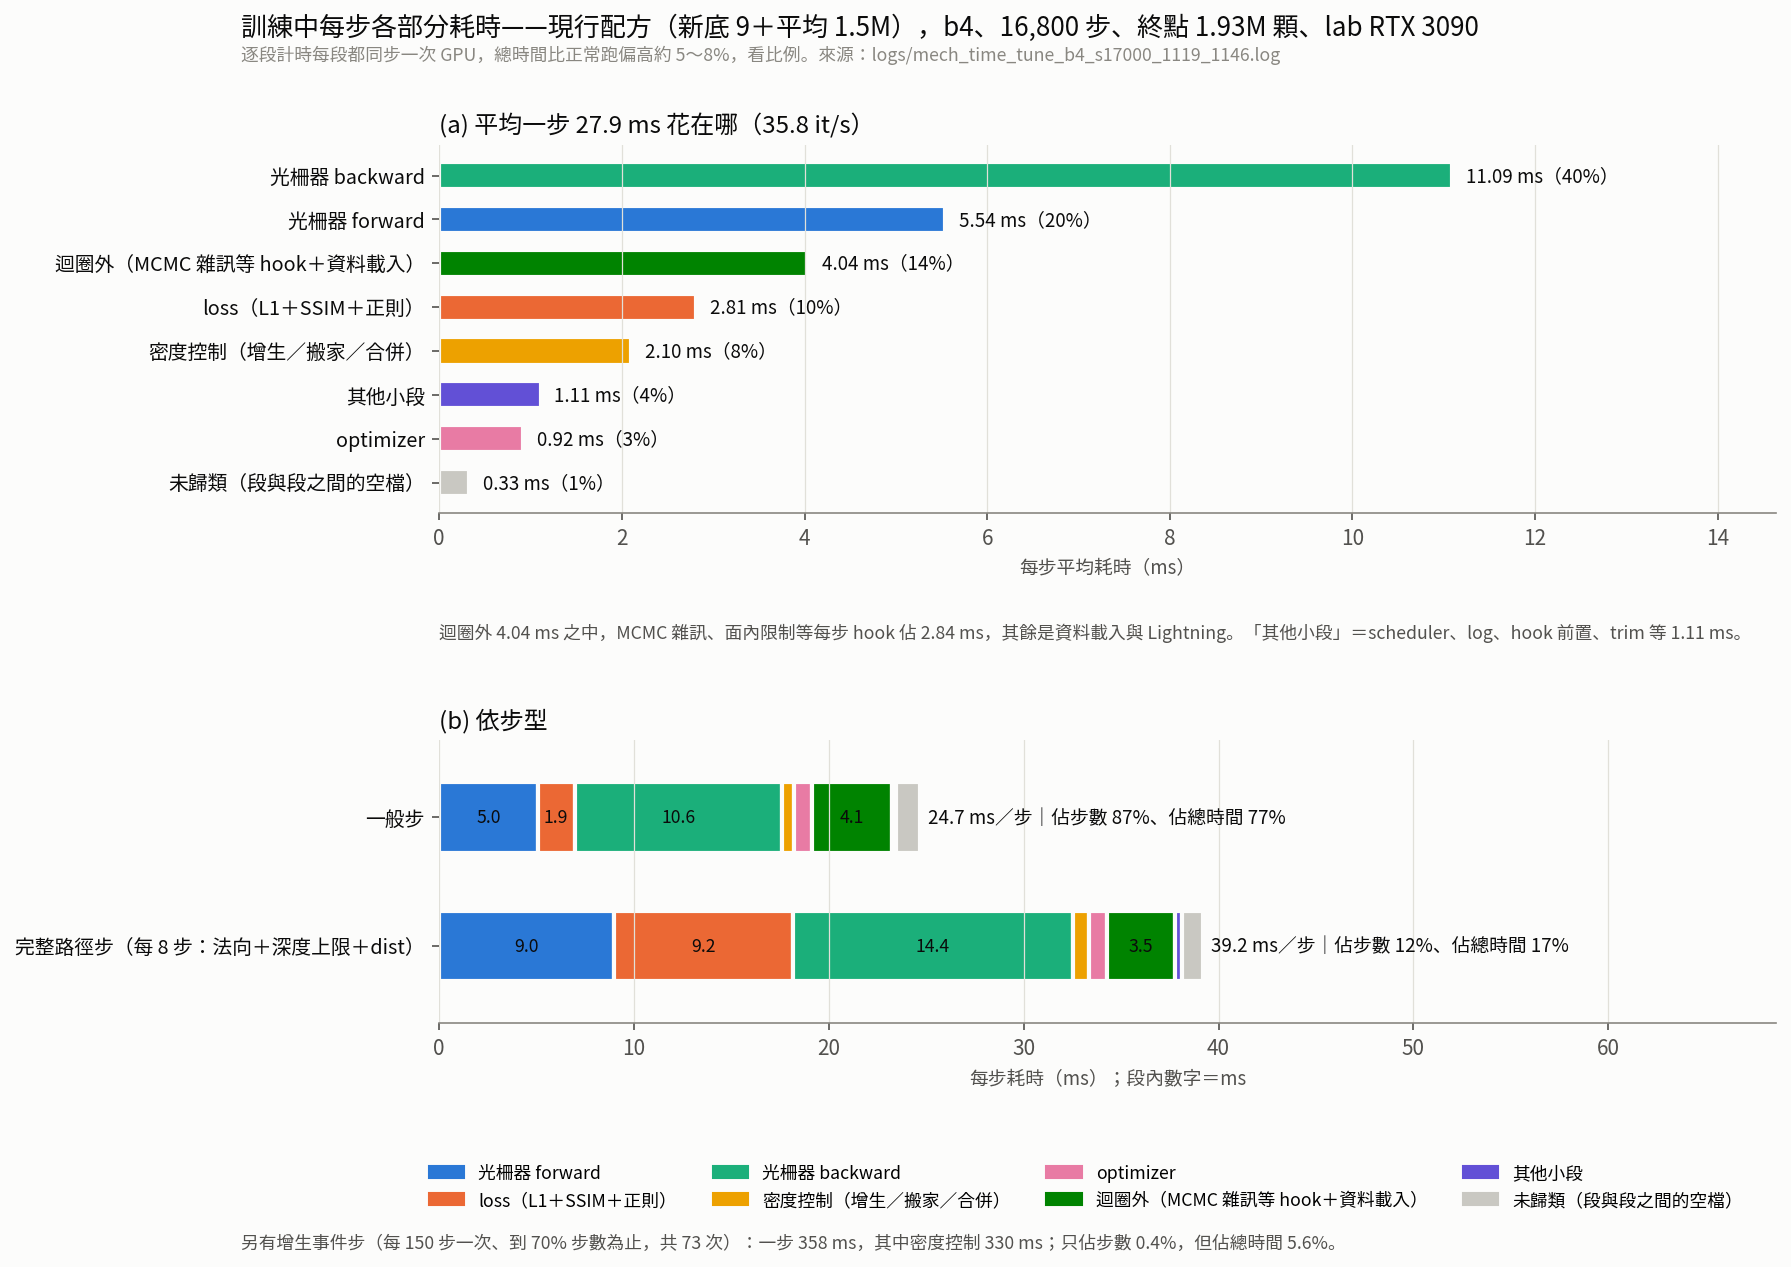 訓練中每步各部分耗時——現行配方（新底 9＋平均 1.5M），b4、16,800 步、終點 1.93M 顆、lab RTX 3090
逐段計時每段都同步一次 GPU，總時間比正常跑偏高約 5～8%，看比例。來源：logs/mech_time_tune_b4_s17000_1119_1146.log
(a) 平均一步 27.9 ms 花在哪（35.8 it/s）
光柵器 backward
11.09 ms（40%）
光柵器 forward
5.54 ms（20%）
迴圈外（MCMC 雜訊等 hook＋資料載入）
4.04 ms（14%）
loss（L1＋SSIM＋正則）
2.81 ms（10%）
密度控制（增生／搬家／合併）
2.10 ms（8%）
其他小段
1.11 ms（4%）
optimizer
0.92 ms（3%）
未歸類（段與段之間的空檔）
0.33 ms（1%）
0 2 4 6 8 10 12 14
每步平均耗時（ms）
迴圈外 4.04 ms 之中，MCMC 雜訊、面內限制等每步 hook 佔 2.84 ms，其餘是資料載入與 Lightning。「其他小段」＝scheduler、log、hook 前置、trim 等 1.11 ms。
(b) 依步型
一般步
5.0 1.9 10.6 4.1
24.7 ms／步｜佔步數 87%、佔總時間 77%
完整路徑步（每 8 步：法向＋深度上限＋dist）
9.0 9.2 14.4 3.5
39.2 ms／步｜佔步數 12%、佔總時間 17%
0 10 20 30 40 50 60
每步耗時（ms）；段內數字＝ms
光柵器 forward 光柵器 backward optimizer 其他小段
loss（L1＋SSIM＋正則） 密度控制（增生／搬家／合併） 迴圈外（MCMC 雜訊等 hook＋資料載入） 未歸類（段與段之間的空檔）
另有增生事件步（每 150 步一次、到 70% 步數為止，共 73 次）：一步 358 ms，其中密度控制 330 ms；只佔步數 0.4%，但佔總時間 5.6%。